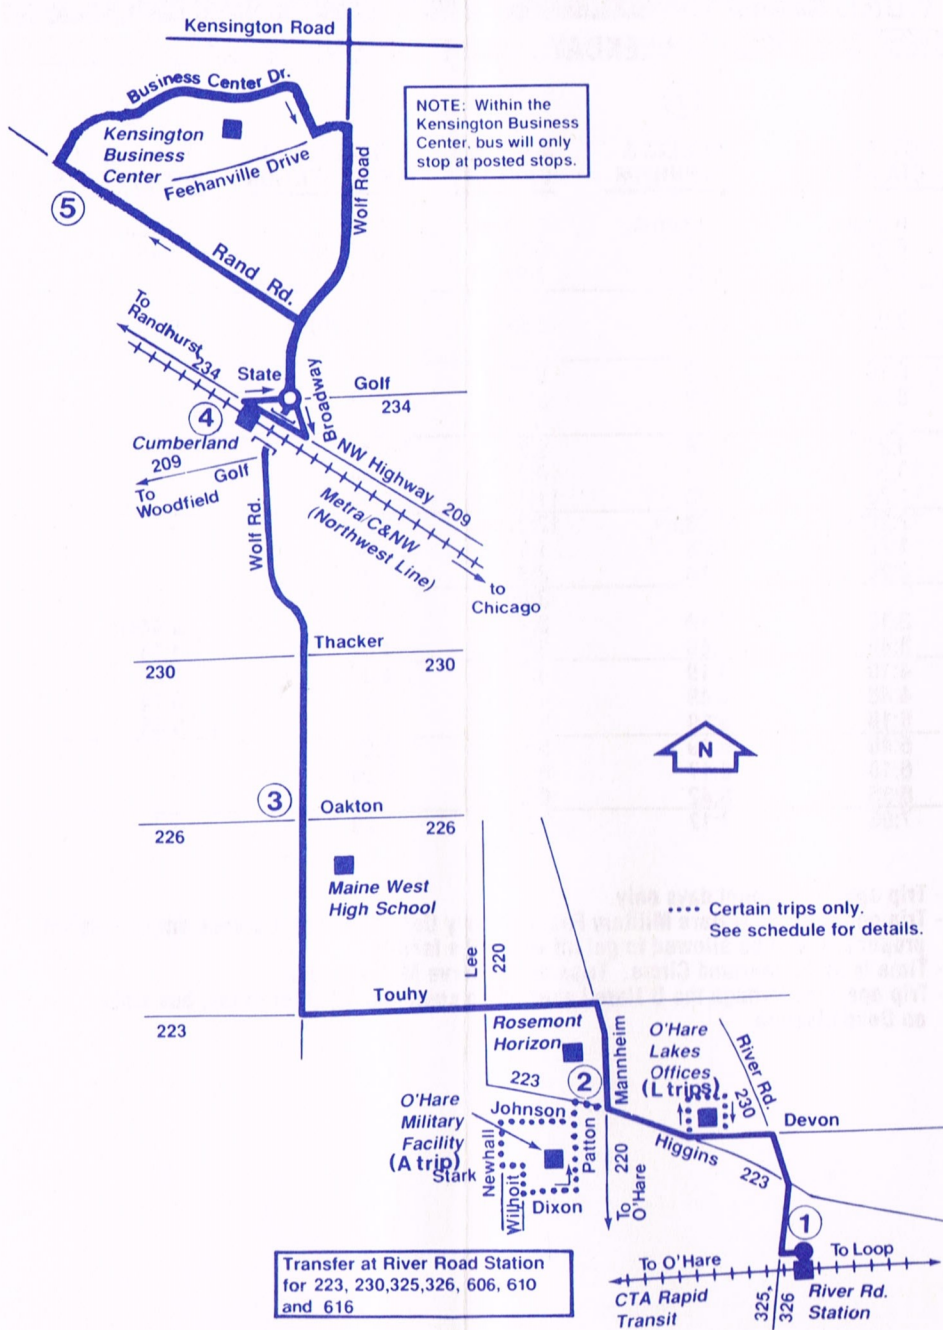 Kensington Road
Business Center Dr.
NOTE: Within the
Kensington Business
Center, bus will only
stop at posted stops.
Kensington
Business
Center
Feehanville Drive
Wolf Road
5
Rand Rd.
To
Randhurst
234
State
Broadway
Golf
234
4
Cumberland
209
Golf
To
Woodfield
NW Highway 209
Metra/C&NW
(Northwest Line)
to
Chicago
Wolf Rd.
Thacker
230
230
N
3
Oakton
226
226
Maine West
High School
Certain trips only.
See schedule for details.
Lee
220
Touhy
223
Rosemont
Horizon
Mannheim
O'Hare
Lakes
Offices
(L trips)
River Rd.
230
223
2
O'Hare
Military
Facility
(A trip)
Johnson
Newhall
Stark
Wilhoit
Dixon
Patton
220
To
O'Hare
Higgins
223
Devon
1
To O'Hare
To Loop
CTA Rapid
Transit
325,
326
River Rd.
Station
Transfer at River Road Station
for 223, 230,325,326, 606, 610
and 616